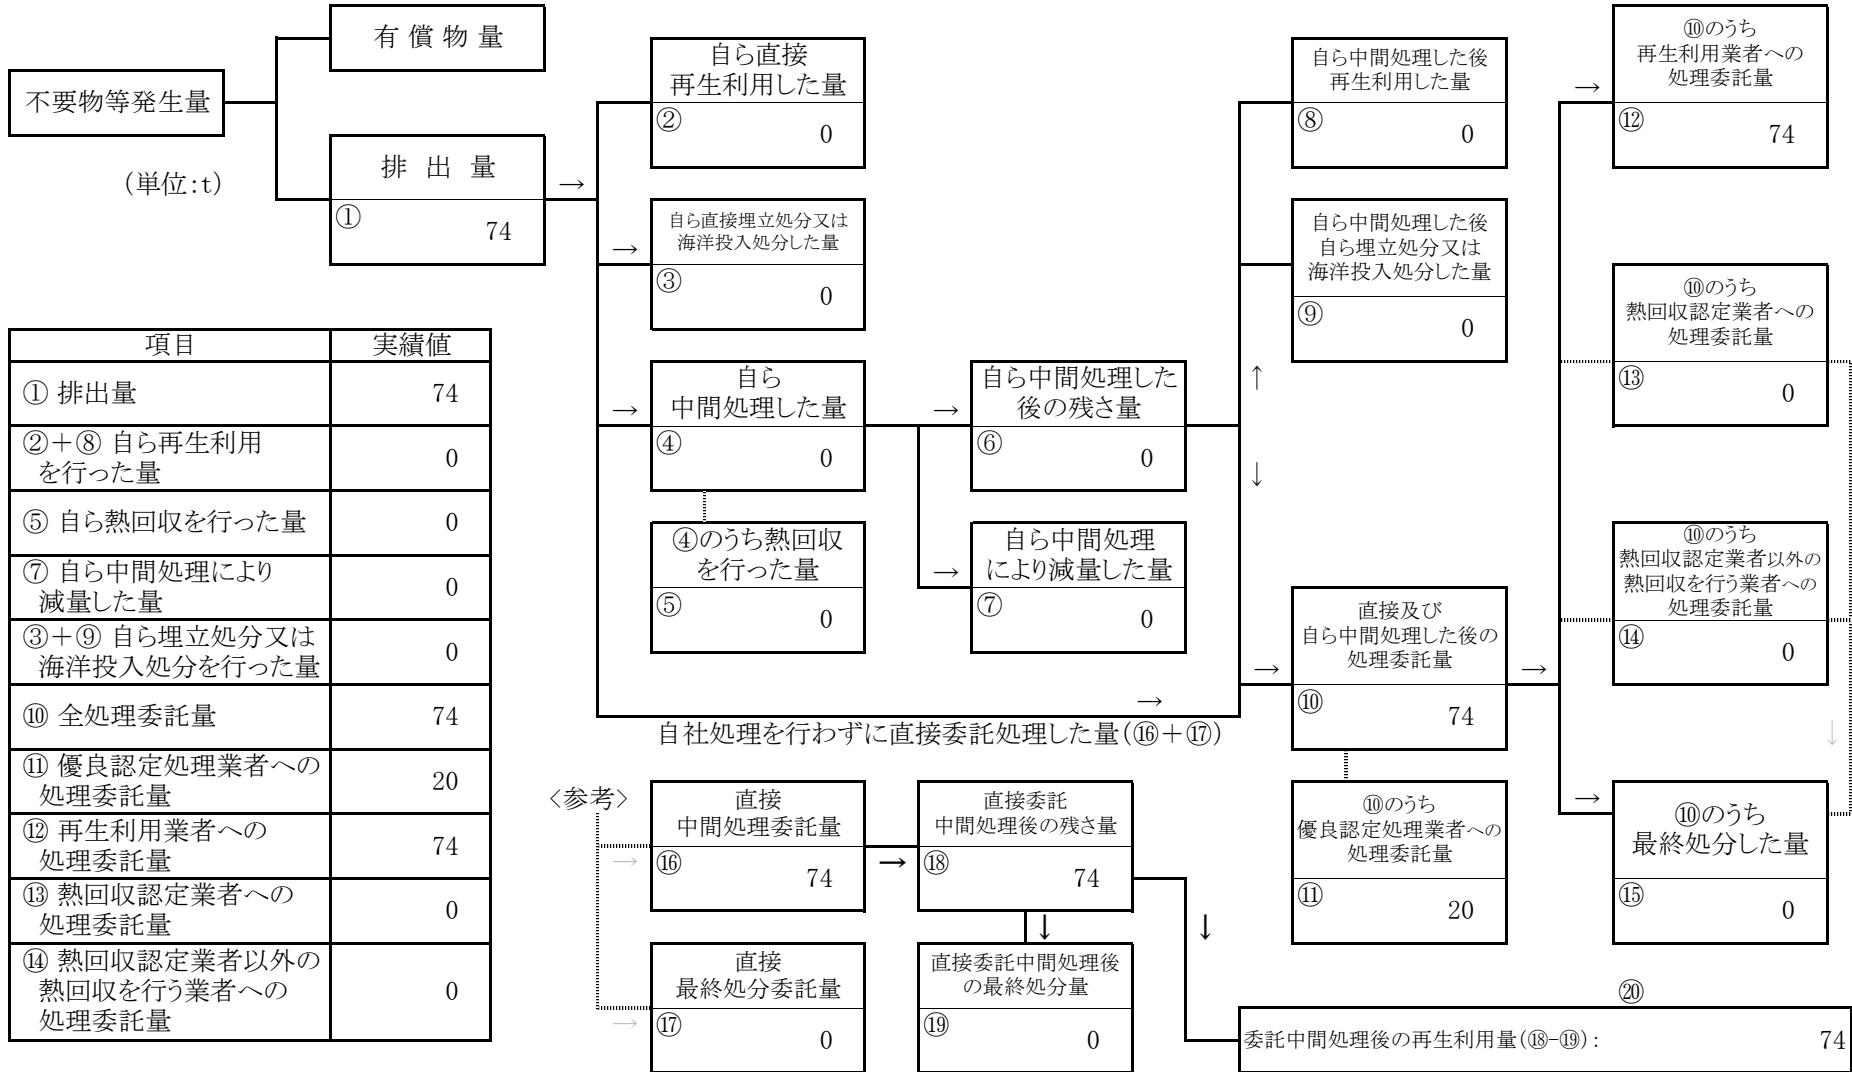 有 償 物 量
不要物等発生量
(単位:t)
排 出 量
①
74
→
自ら直接
再生利用した量
②
0
→
自ら直接埋立処分又は
海洋投入処分した量
③
0
→
自ら
中間処理した量
④
0
④のうち熱回収
を行った量
⑤
0
→
自ら中間処理した
後の残さ量
⑥
0
→
自ら中間処理
により減量した量
⑦
0
↑
↓
自ら中間処理した後
再生利用した量
⑧
0
自ら中間処理した後
自ら埋立処分又は
海洋投入処分した量
⑨
0
→
自社処理を行わずに直接委託処理した量(⑯+⑰)
→
直接及び
自ら中間処理した後の
処理委託量
⑩
74
⑩のうち
優良認定処理業者への
処理委託量
⑪
20
→
→
⑩のうち
再生利用業者への
処理委託量
⑫
74
⑩のうち
熱回収認定業者への
処理委託量
⑬
0
⑩のうち
熱回収認定業者以外の
熱回収を行う業者への
処理委託量
⑭
0
↓
→
⑩のうち
最終処分した量
⑮
0
項目 実績値
① 排出量 74
②+⑧ 自ら再生利用
を行った量 0
⑤ 自ら熱回収を行った量 0
⑦ 自ら中間処理により
減量した量 0
③+⑨ 自ら埋立処分又は
海洋投入処分を行った量 0
⑩ 全処理委託量 74
⑪ 優良認定処理業者への
処理委託量 20
⑫ 再生利用業者への
処理委託量 74
⑬ 熱回収認定業者への
処理委託量 0
⑭ 熱回収認定業者以外の
熱回収を行う業者への
処理委託量 0
<参考>
→
直接
中間処理委託量
⑯
74
→
直接委託
中間処理後の残さ量
⑱
74
↓
↓
→
直接
最終処分委託量
⑰
0
直接委託中間処理後
の最終処分量
⑲
0
⑳
委託中間処理後の再生利用量(⑱-⑲): 74